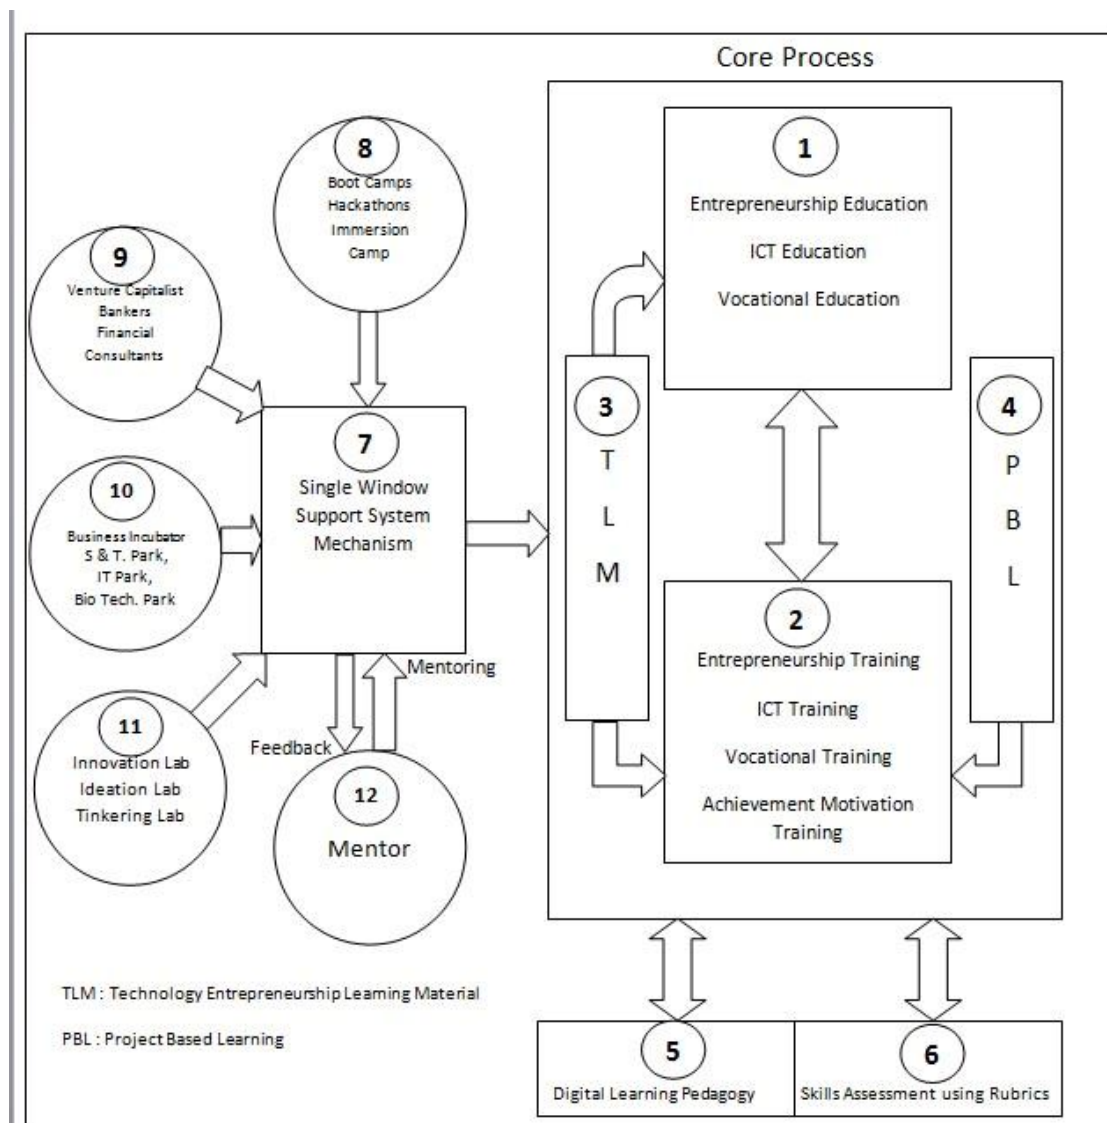 Core Process
8
Boot Camps
Hackathons
Immersion
Camp
9
Venture Capitalist
Bankers
Financial
Consultants
10
Business Incubator
S & T. Park,
IT Park,
Bio Tech. Park
11
Innovation Lab
Ideation Lab
Tinkering Lab
7
Single Window
Support System
Mechanism
Mentoring
Feedback
12
Mentor
1
Entrepreneurship Education
ICT Education
Vocational Education
3
T
L
M
4
P
B
L
2
Entrepreneurship Training
ICT Training
Vocational Training
Achievement Motivation
Training
TLM : Technology Entrepreneurship Learning Material
PBL : Project Based Learning
5
Digital Learning Pedagogy
6
Skills Assessment using Rubrics